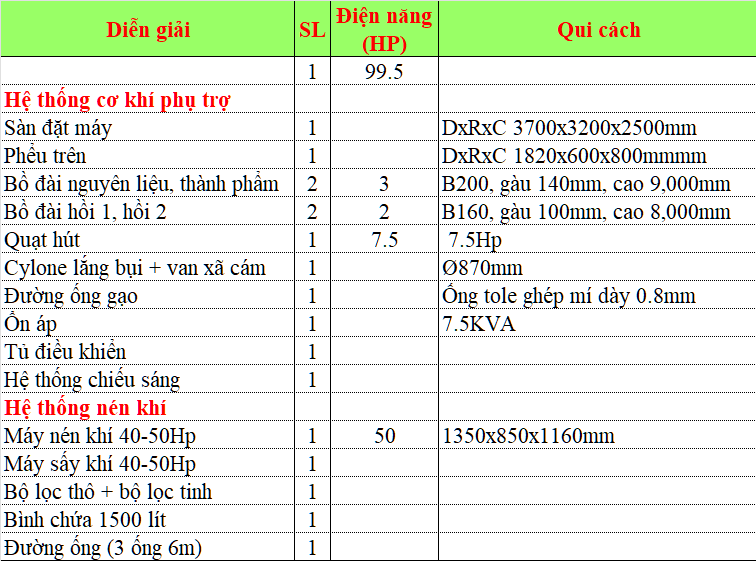 Diễn giải SL Điện năng (HP) Qui cách
1 99.5
Hệ thống cơ khí phụ trợ
Sàn đặt máy 1 DxRxC 3700x3200x2500mm
Phểu trên 1 DxRxC 1820x600x800mmmm
Bồ đài nguyên liệu, thành phẩm 2 3 B200, gàu 140mm, cao 9,000mm
Bồ đài hồi 1, hồi 2 2 2 B160, gàu 100mm, cao 8,000mm
Quạt hút 1 7.5 7.5Hp
Cylone lắng bụi + van xã cám 1 Ø870mm
Đường ống gạo 1 Ống tole ghép mí dày 0.8mm
Ổn áp 1 7.5KVA
Tủ điều khiển 1
Hệ thống chiếu sáng 1
Hệ thống nén khí
Máy nén khí 40-50Hp 1 50 1350x850x1160mm
Máy sấy khí 40-50Hp 1
Bộ lọc thô + bộ lọc tinh 1
Bình chứa 1500 lít 1
Đường ống (3 ống 6m) 1